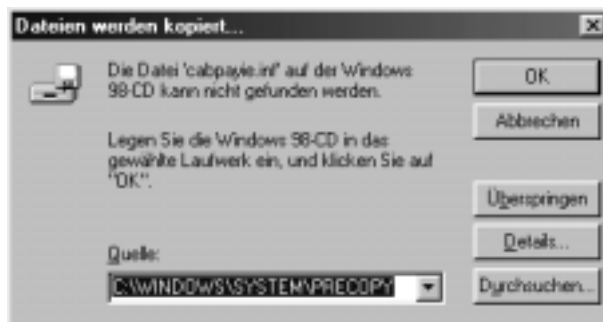 Dateien werden kopiert...
Die Datei 'cabpayie.inf' auf der Windows
98-CD kann nicht gefunden werden.
Legen Sie die Windows 98-CD in das
gewählte Laufwerk ein, und klicken Sie auf
"OK".
Quelle:
C:\WINDOWS\SYSTEM\PRECOPY
OK
Abbrechen
Überspringen
Details...
Durchsuchen...